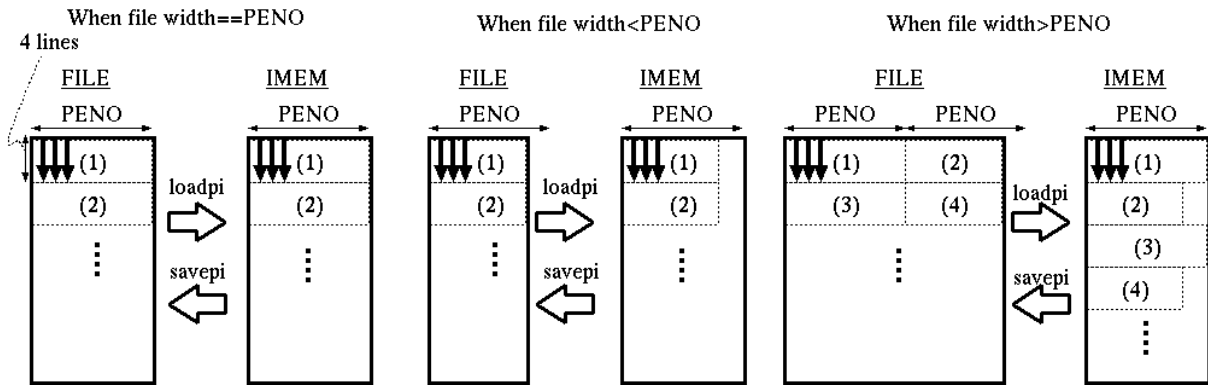 When file width==PENO
4 lines
FILE
IMEM
PENO
PENO
(1)
(2)
loadpi
savepi
(1)
(2)
When file width<PENO
FILE
IMEM
PENO
PENO
(1)
(2)
loadpi
savepi
(1)
(2)
When file width>PENO
FILE
IMEM
PENO
PENO
PENO
(1)
(2)
(3)
(4)
loadpi
savepi
(1)
(2)
(3)
(4)